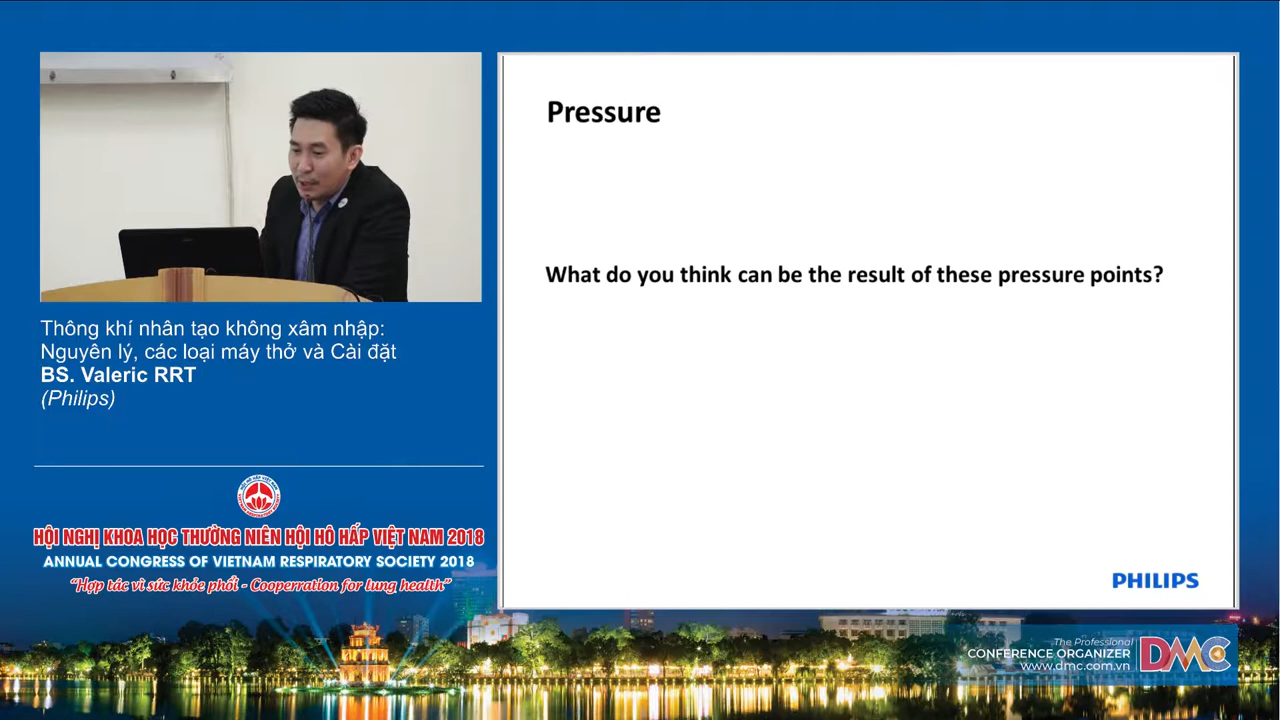 Pressure
What do you think can be the result of these pressure points?
PHILIPS
Thông khí nhân tạo không xâm nhập:
Nguyên lý, các loại máy thở và Cài đặt
BS. Valeric RRT
(Philips)
HỘI NGHỊ KHOA HỌC THƯỜNG NIÊN HỘI HÔ HẤP VIỆT NAM 2018
ANNUAL CONGRESS OF VIETNAM RESPIRATORY SOCIETY 2018
"Hợp tác vì sức khỏe phổi - Cooperration for lung health"
The Professional
CONFERENCE ORGANIZER
www.dmc.com.vn
DMC